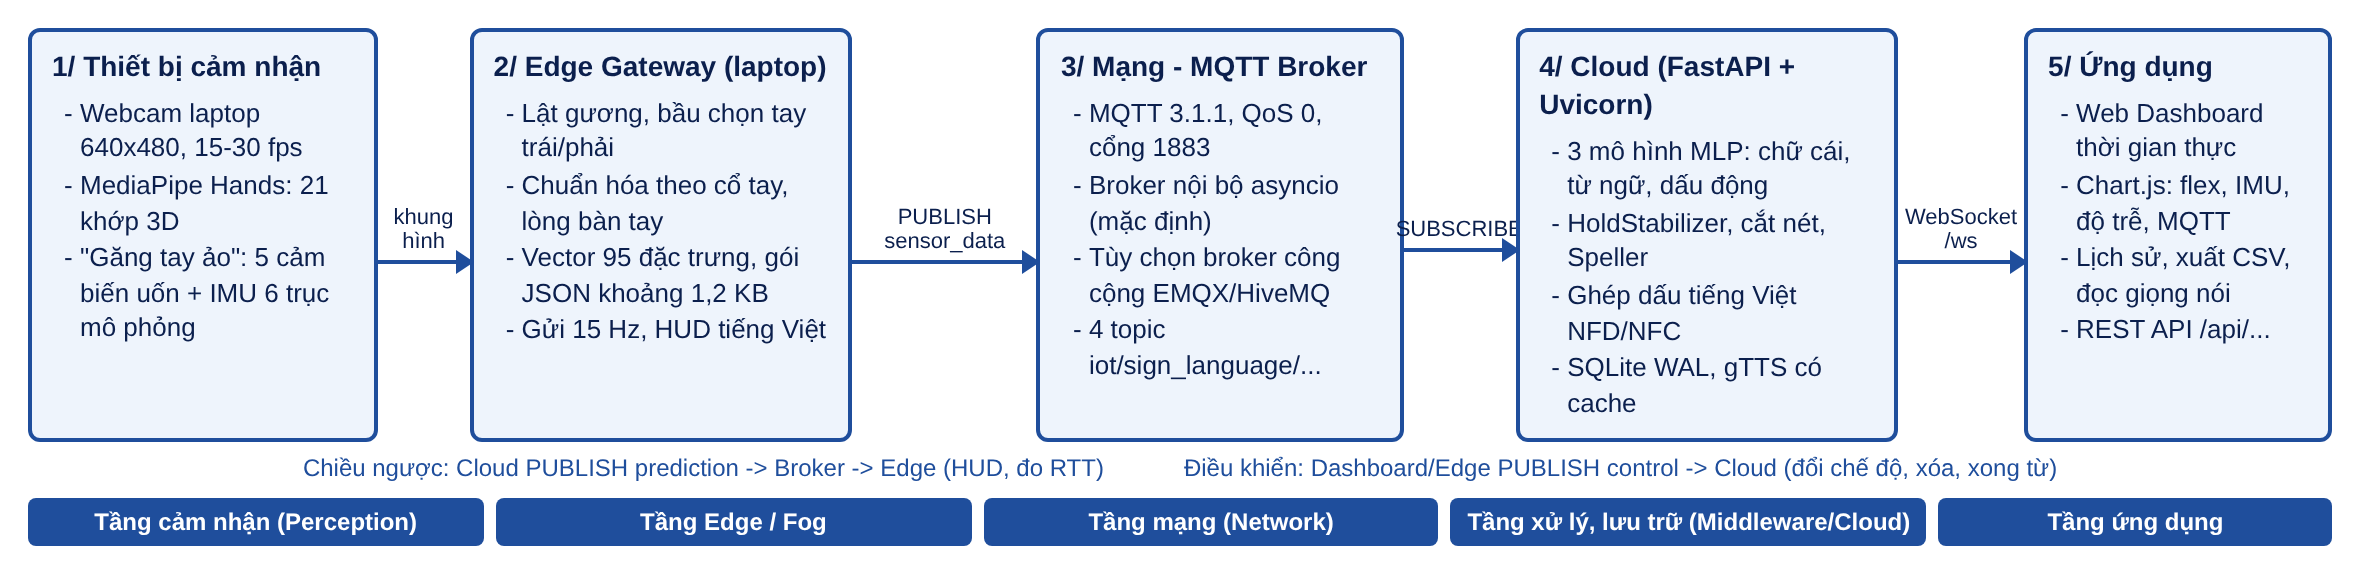 1/ Thiết bị cảm nhận
- Webcam laptop
640x480, 15-30 fps
- MediaPipe Hands: 21
khớp 3D
- "Găng tay ảo": 5 cảm
biến uốn + IMU 6 trục
mô phỏng
khung
hình
2/ Edge Gateway (laptop)
- Lật gương, bầu chọn tay
trái/phải
- Chuẩn hóa theo cổ tay,
lòng bàn tay
- Vector 95 đặc trưng, gói
JSON khoảng 1,2 KB
- Gửi 15 Hz, HUD tiếng Việt
PUBLISH
sensor_data
3/ Mạng - MQTT Broker
- MQTT 3.1.1, QoS 0,
cổng 1883
- Broker nội bộ asyncio
(mặc định)
- Tùy chọn broker công
cộng EMQX/HiveMQ
- 4 topic
iot/sign_language/...
SUBSCRIBE
4/ Cloud (FastAPI +
Uvicorn)
- 3 mô hình MLP: chữ cái,
từ ngữ, dấu động
- HoldStabilizer, cắt nét,
Speller
- Ghép dấu tiếng Việt
NFD/NFC
- SQLite WAL, gTTS có
cache
WebSocket
/ws
5/ Ứng dụng
- Web Dashboard
thời gian thực
- Chart.js: flex, IMU,
độ trễ, MQTT
- Lịch sử, xuất CSV,
đọc giọng nói
- REST API /api/...
Chiều ngược: Cloud PUBLISH prediction -> Broker -> Edge (HUD, đo RTT)
Điều khiển: Dashboard/Edge PUBLISH control -> Cloud (đổi chế độ, xóa, xong từ)
Tầng cảm nhận (Perception)
Tầng Edge / Fog
Tầng mạng (Network)
Tầng xử lý, lưu trữ (Middleware/Cloud)
Tầng ứng dụng